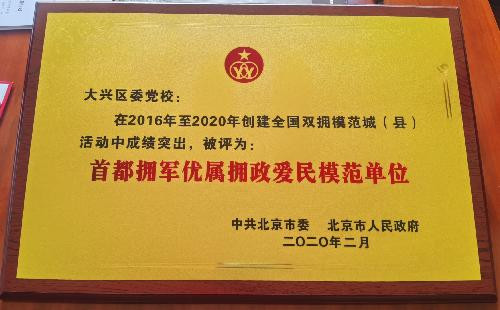 大兴区委党校：
在2016年至2020年创建全国双拥模范城（县）
活动中成绩突出，被评为：
首都拥军优属拥政爱民模范单位
中共北京市委 北京市人民政府
二〇二〇年二月